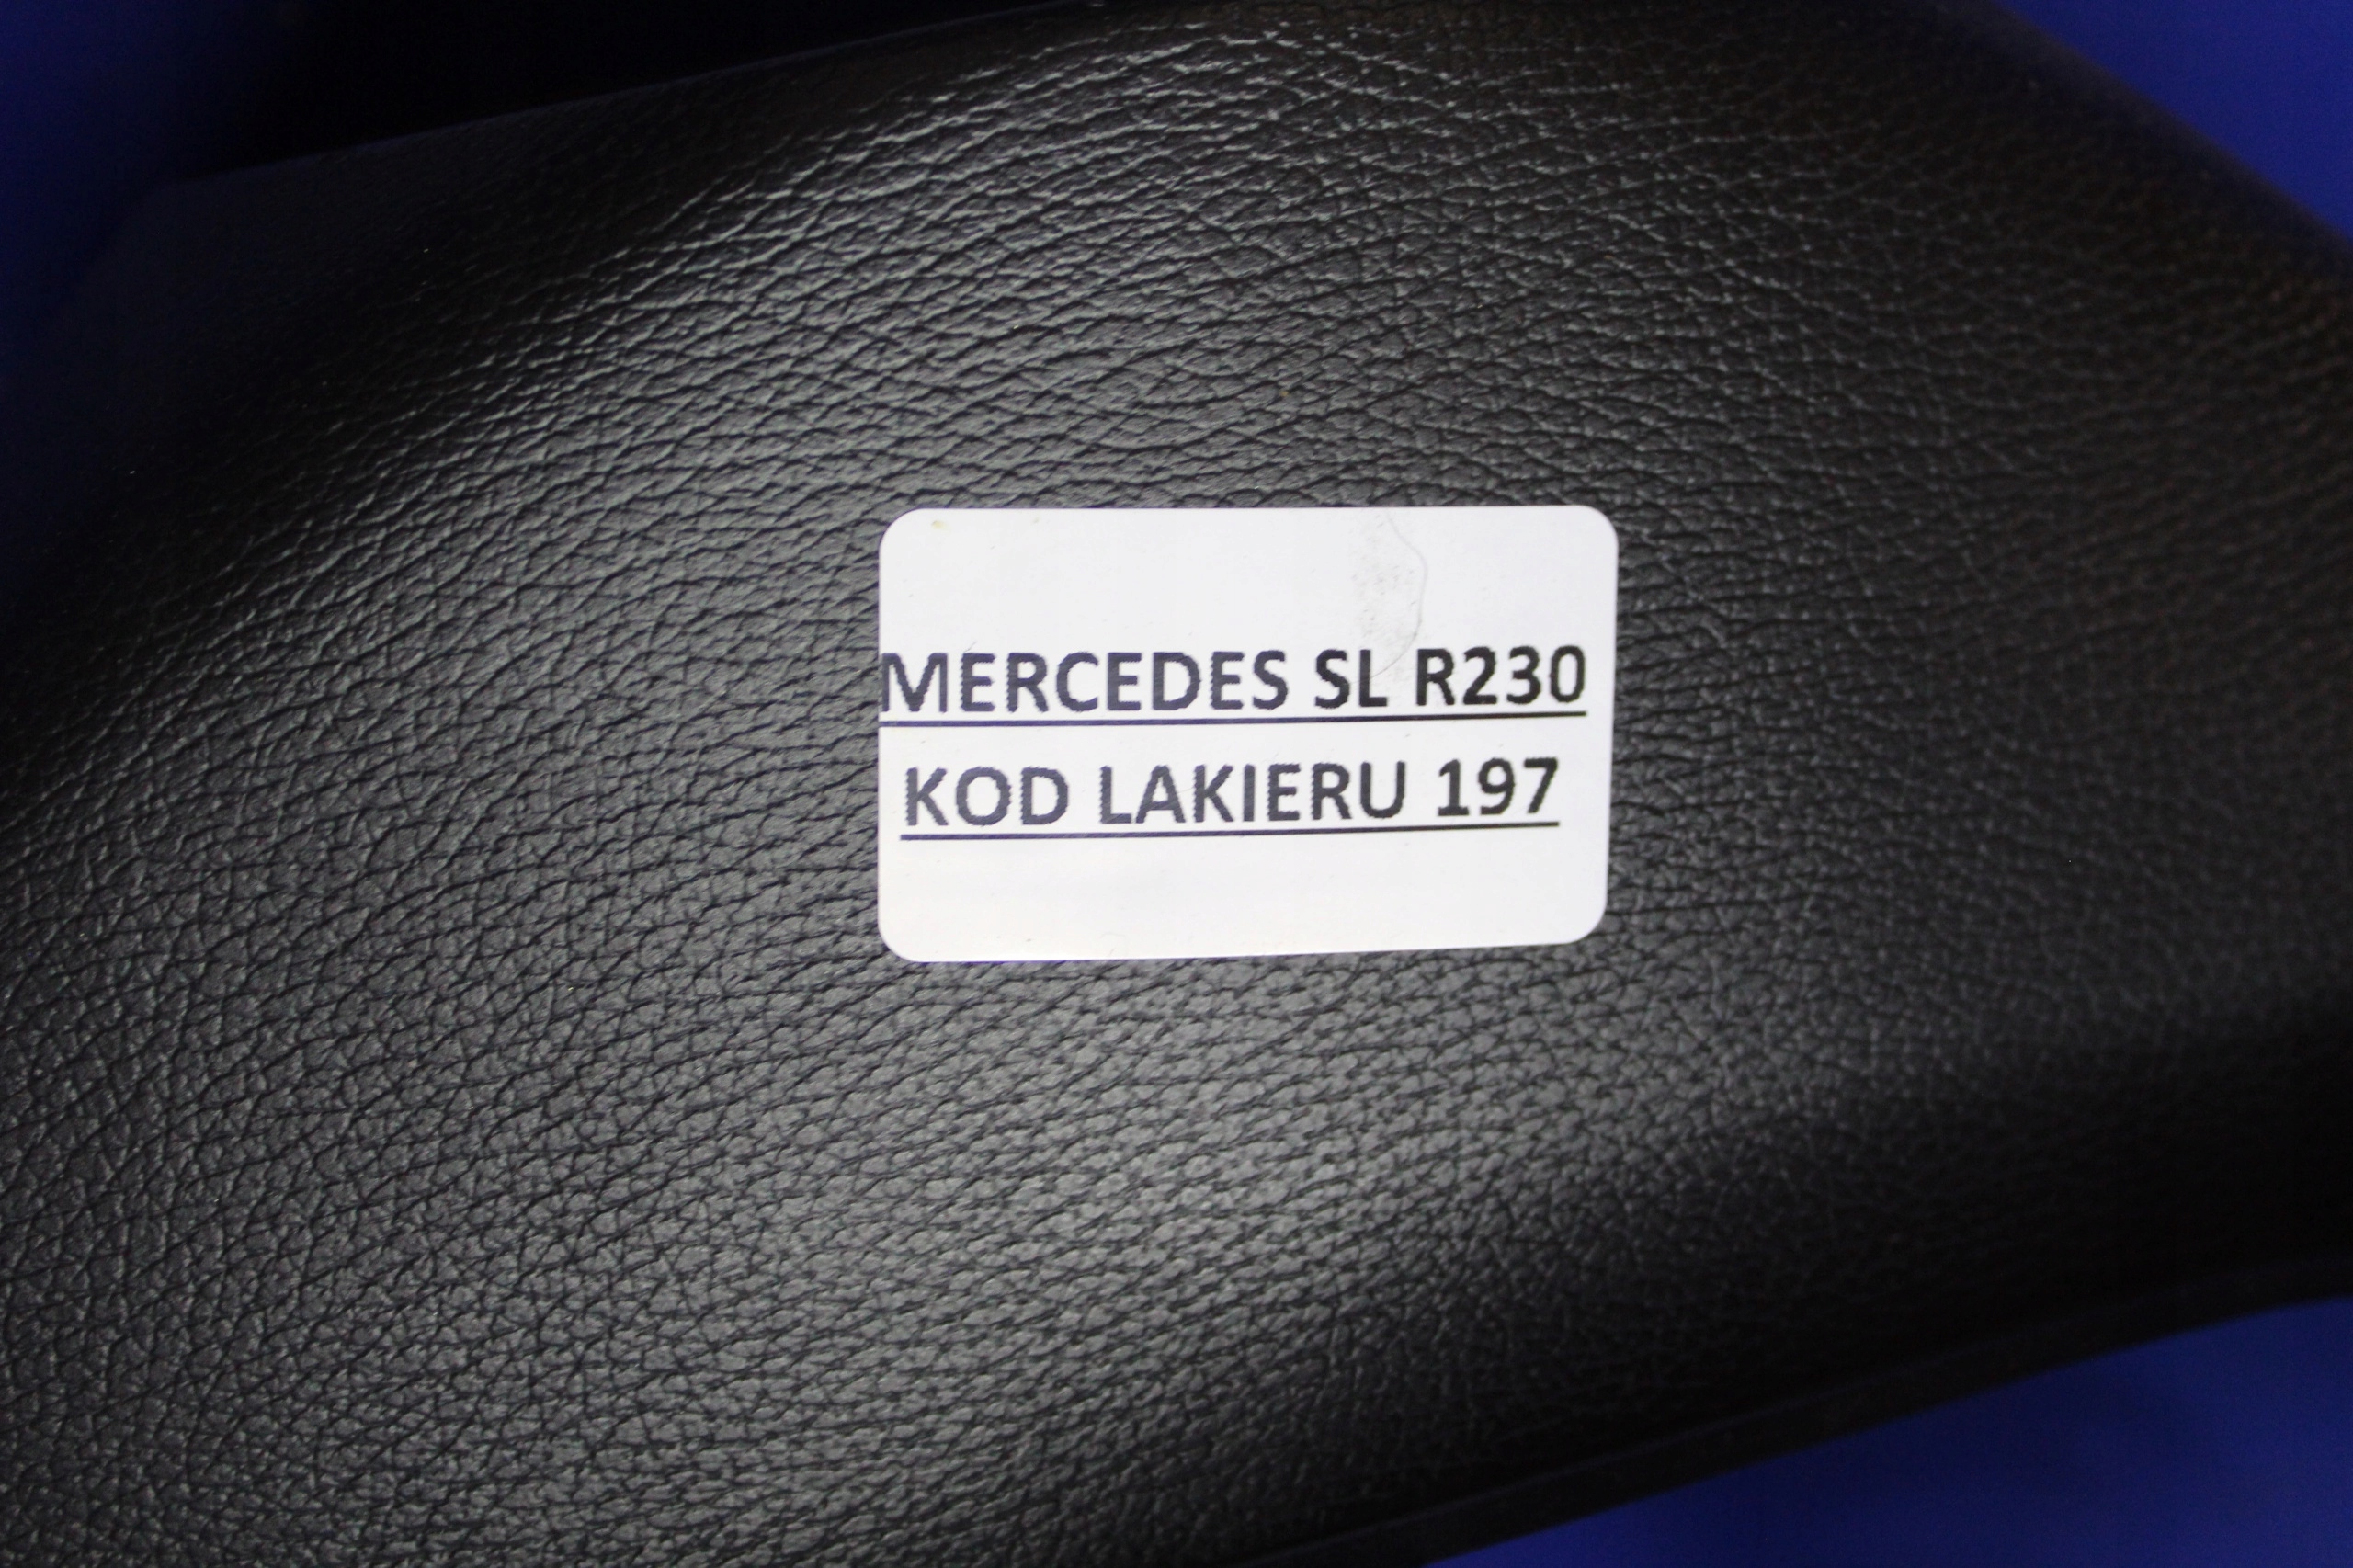 MERCEDES SL R230
KOD LAKIERU 197